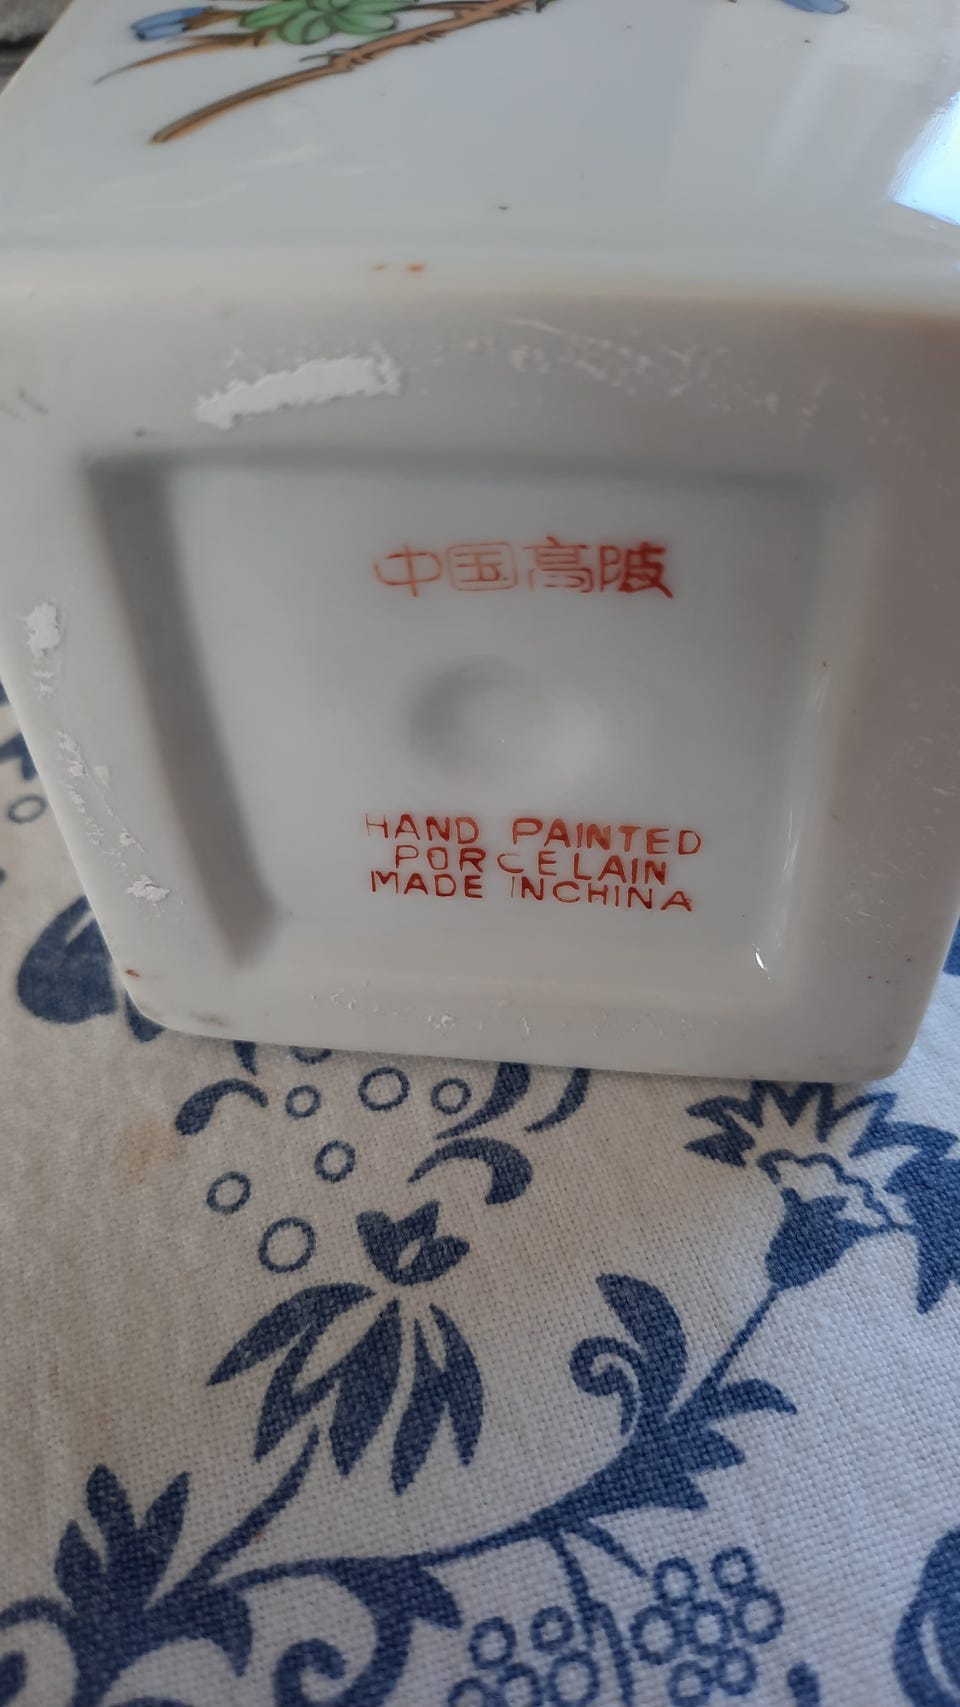 中国高陂
HAND PAINTED
PORCELAIN
MADE INCHINA